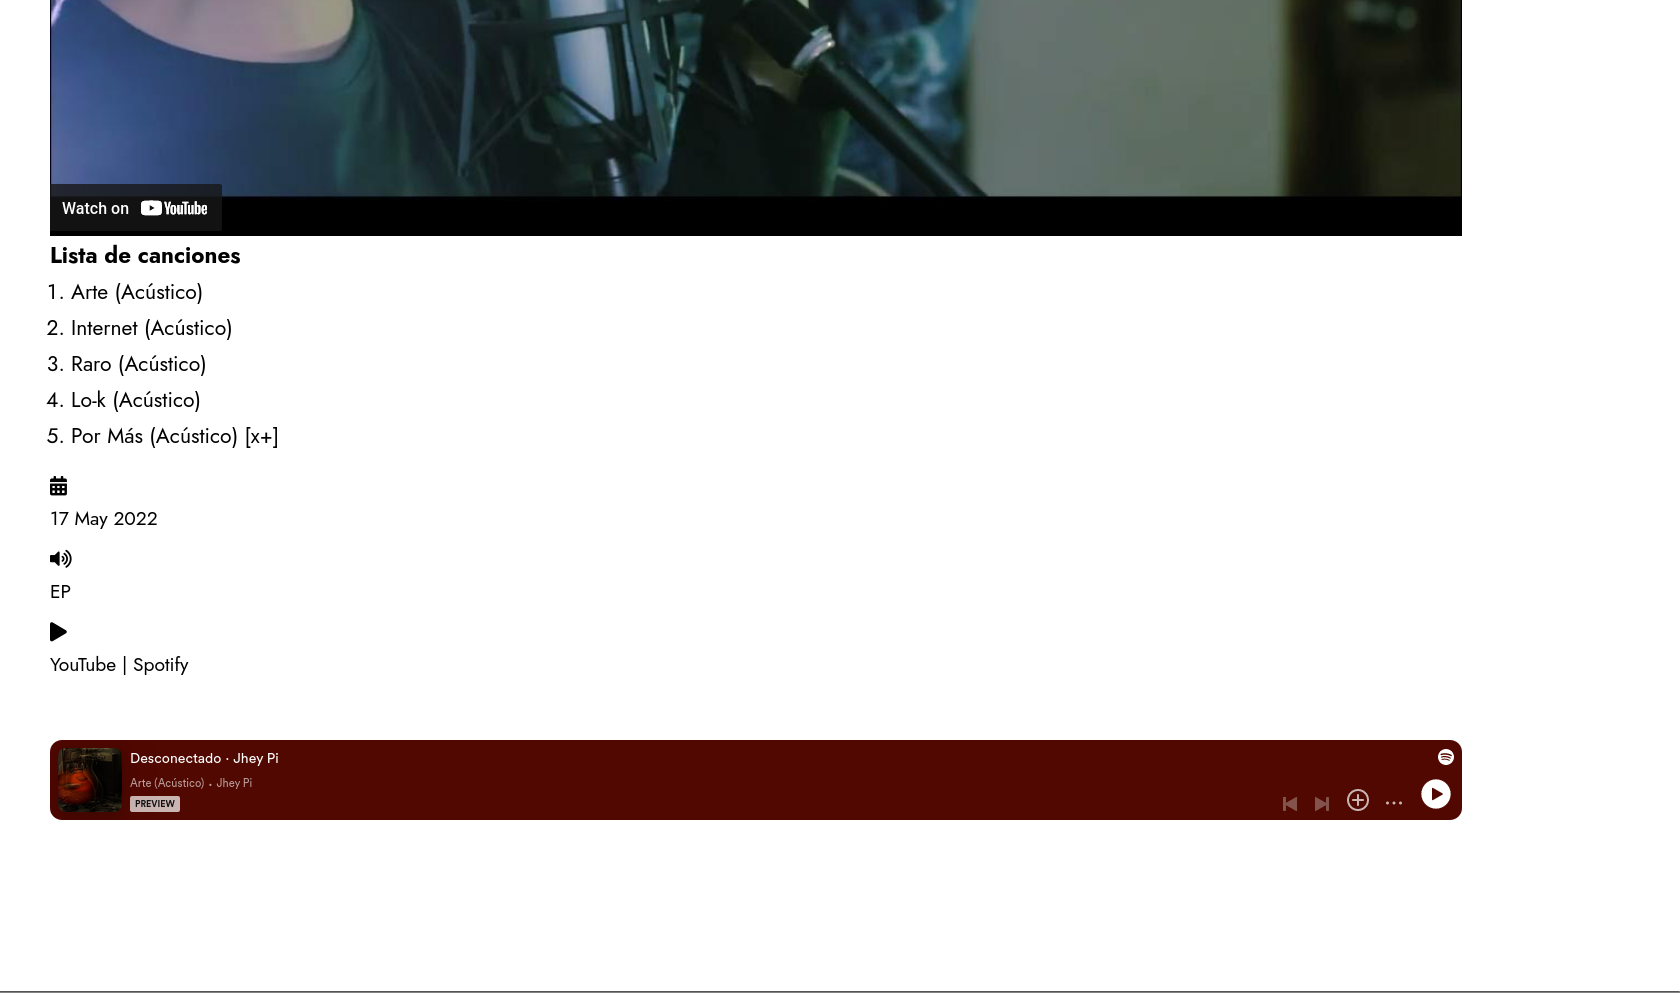 Watch on YouTube
Lista de canciones
1. Arte (Acústico)
2. Internet (Acústico)
3. Raro (Acústico)
4. Lo-k (Acústico)
5. Por Más (Acústico) [x+]
17 May 2022
EP
YouTube | Spotify
Desconectado · Jhey Pi
Arte (Acústico) • Jhey Pi
PREVIEW